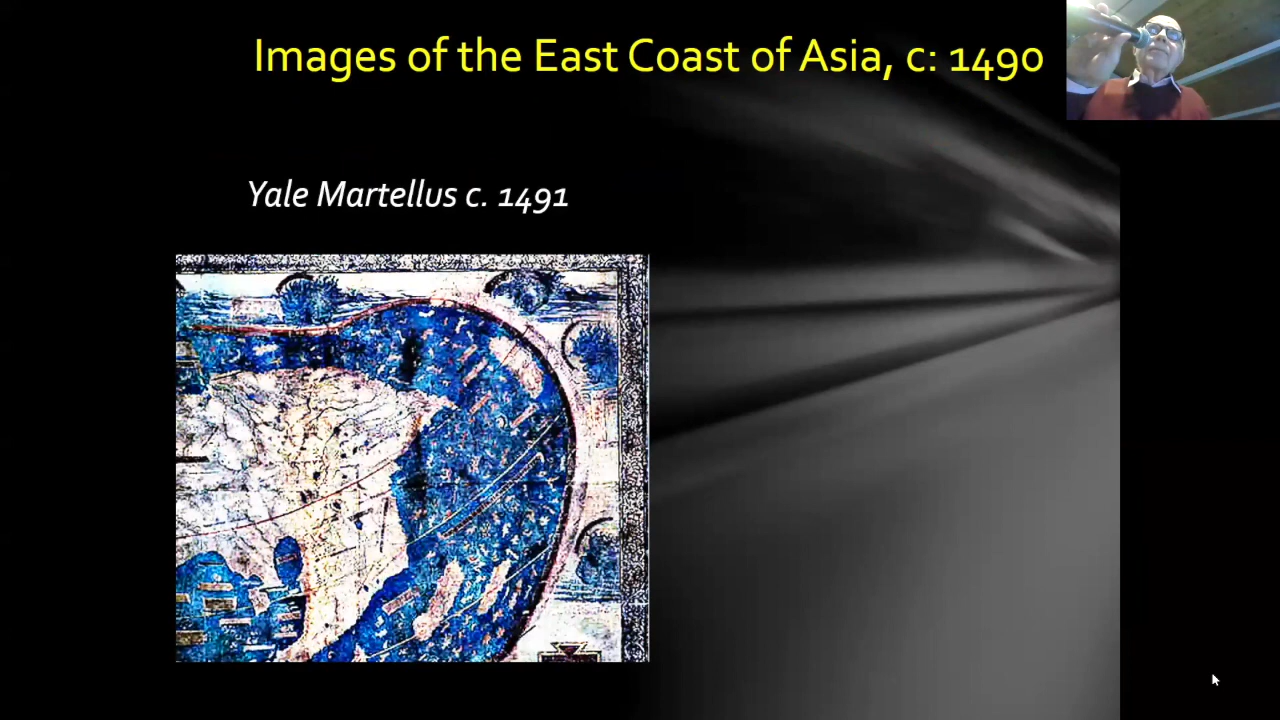 Images of the East Coast of Asia, c: 1490
Yale Martellus c. 1491